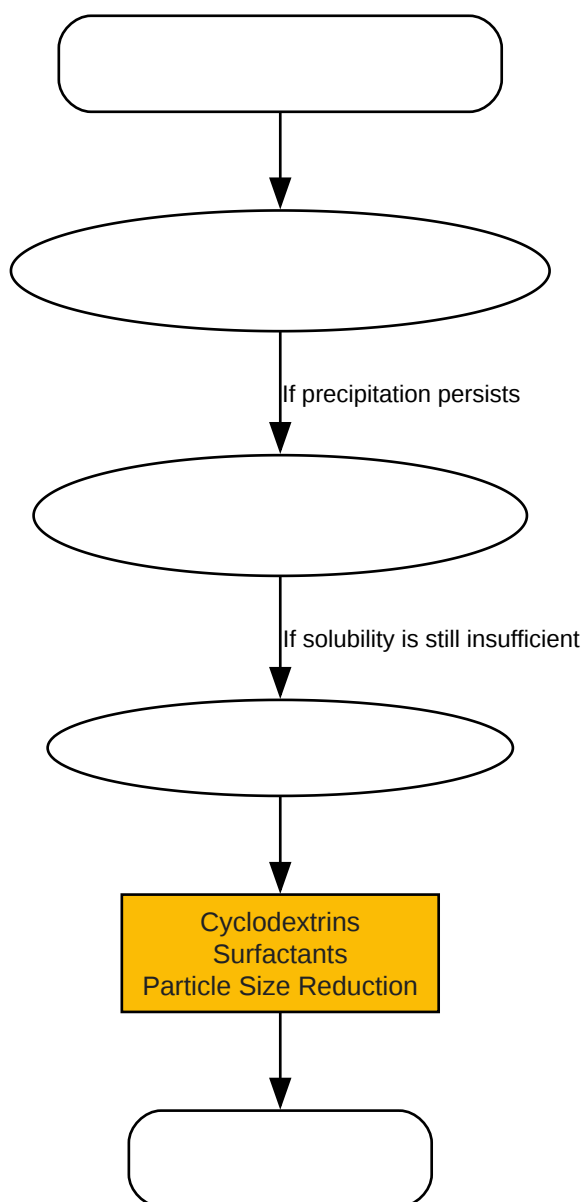 If precipitation persists
If solubility is still insufficient
Cyclodextrins
Surfactants
Particle Size Reduction